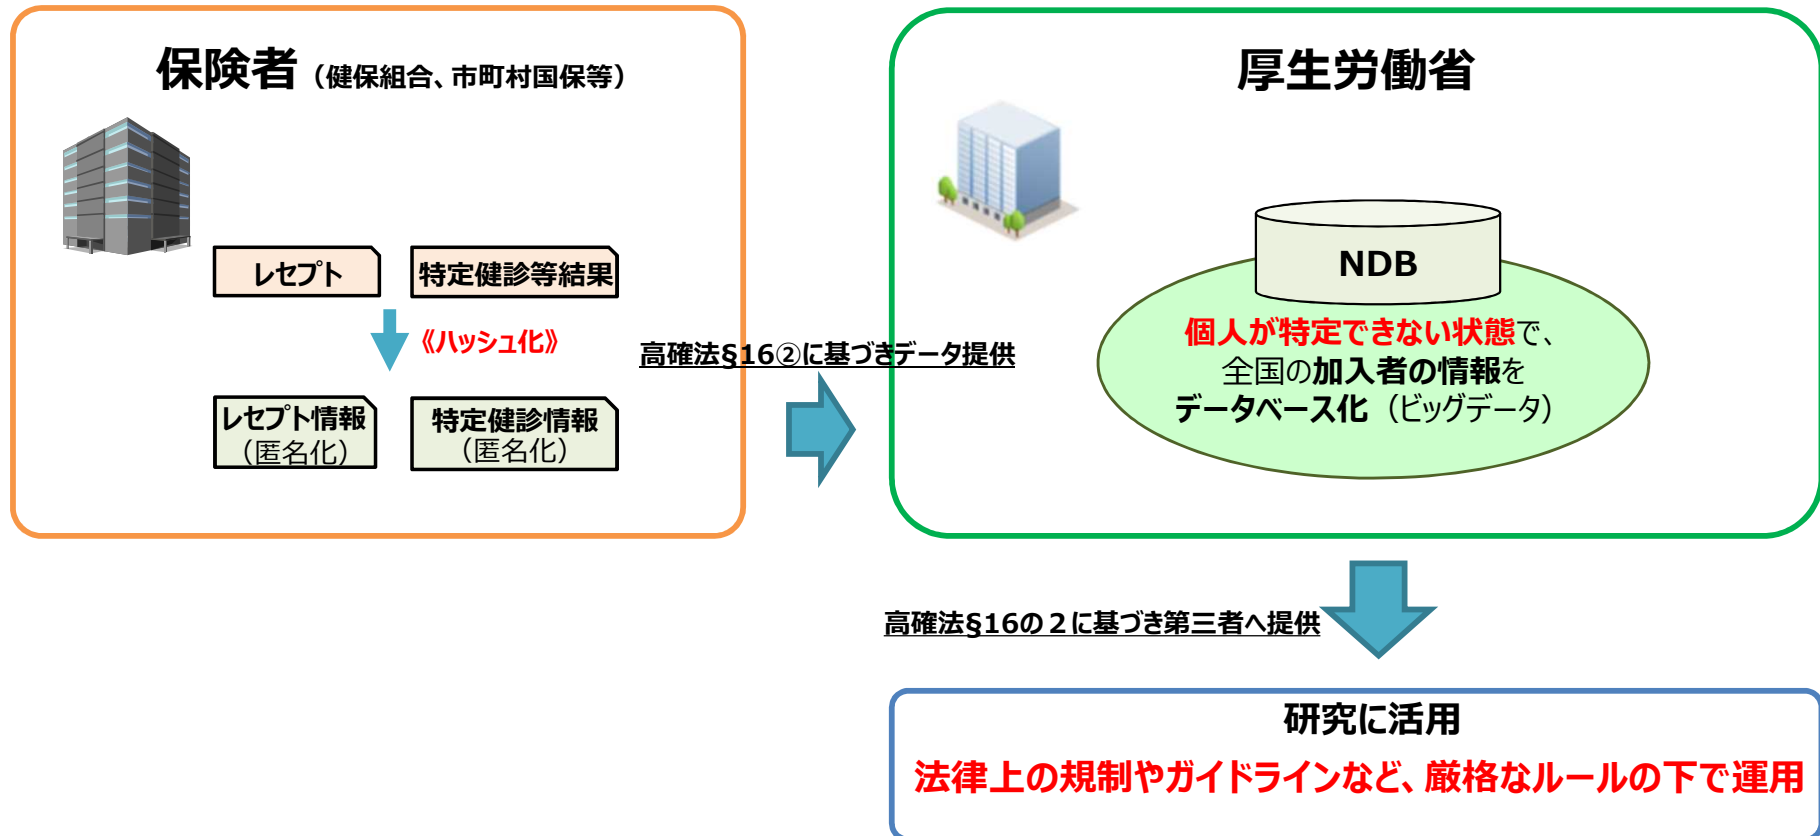 保険者（健保組合、市町村国保等）
レセプト
特定健診等結果
《ハッシュ化》
レセプト情報
（匿名化）
特定健診情報
（匿名化）
高確法§16②に基づきデータ提供
厚生労働省
NDB
個人が特定できない状態で、
全国の加入者の情報を
データベース化（ビッグデータ）
高確法§16の２に基づき第三者へ提供
研究に活用
法律上の規制やガイドラインなど、厳格なルールの下で運用